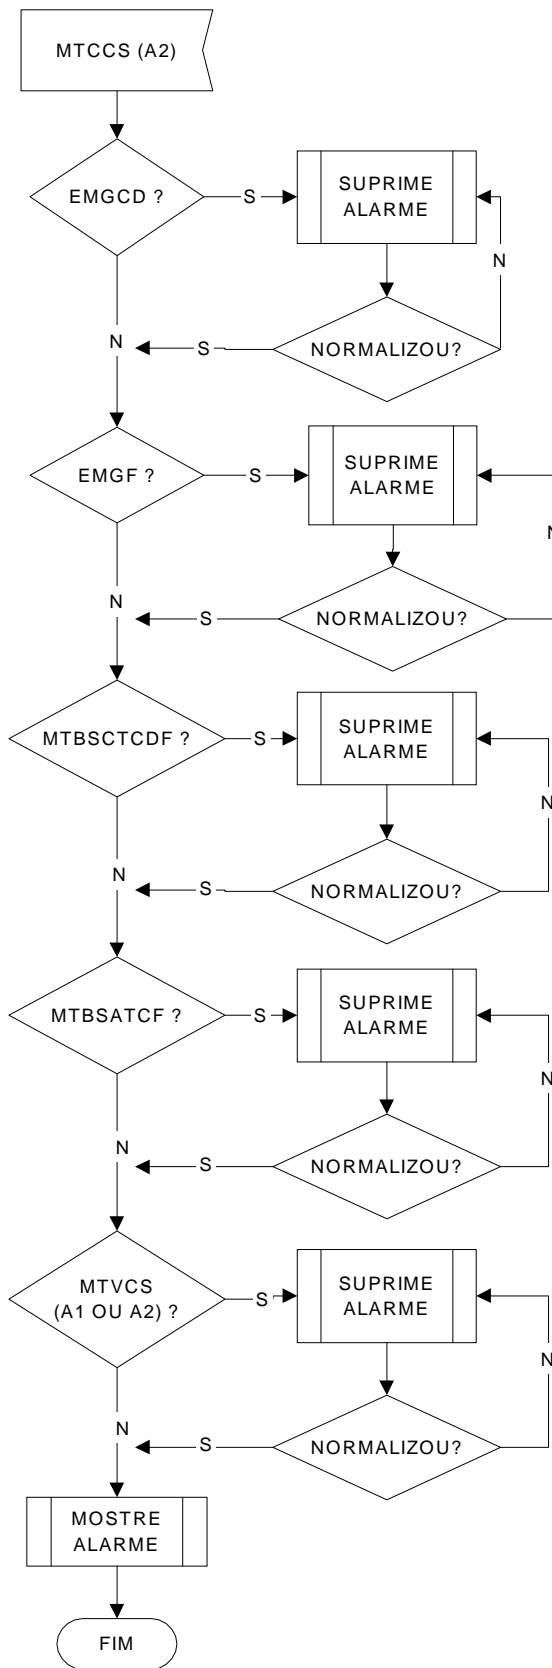 MTCCS (A2)
EMGCD ?
S
SUPRIME
ALARME
N
N
S
NORMALIZOU?
EMGF ?
S
SUPRIME
ALARME
N
N
S
NORMALIZOU?
MTBSCTCDF ?
S
SUPRIME
ALARME
N
N
S
NORMALIZOU?
MTBSATCF ?
S
SUPRIME
ALARME
N
N
S
NORMALIZOU?
MTVCS
(A1 OU A2) ?
S
SUPRIME
ALARME
N
N
S
NORMALIZOU?
MOSTRE
ALARME
FIM